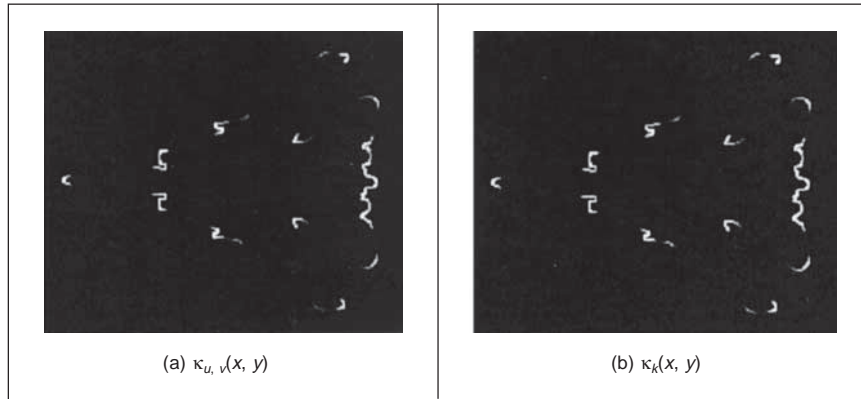 (a) κu, v(x, y)
(b) κk(x, y)